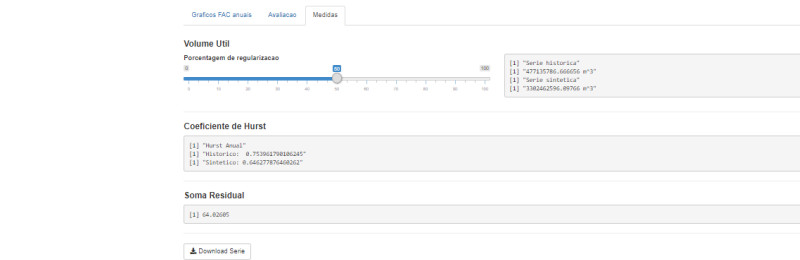 Graficos FAC anuais Avaliacao Medidas
Volume Util
Porcentagem de regularizacao
0 50 100
0 10 20 30 40 50 60 70 80 90 100
[1] "Serie historica"
[1] "477135786.666656 m^3"
[1] "Serie sintetica"
[1] "3302462596.09766 m^3"
Coeficiente de Hurst
[1] "Hurst Anual"
[1] "Historico: 0.753961790106245"
[1] "Sintetico: 0.646277876460262"
Soma Residual
[1] 64.02605
Download Serie